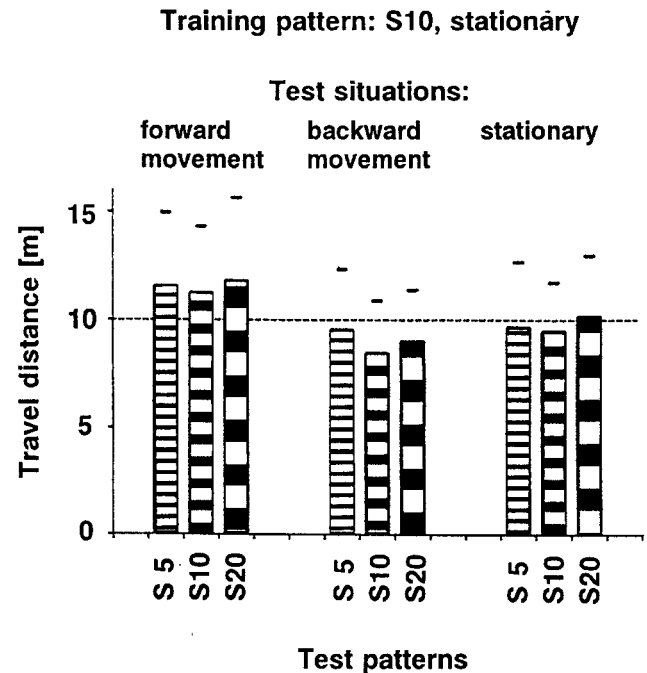 Training pattern: S10, stationary
Test situations:
forward movement
backward movement
stationary
Travel distance [m]
15
10
5
0
S 5
S10
S20
S 5
S10
S20
S 5
S10
S20
Test patterns